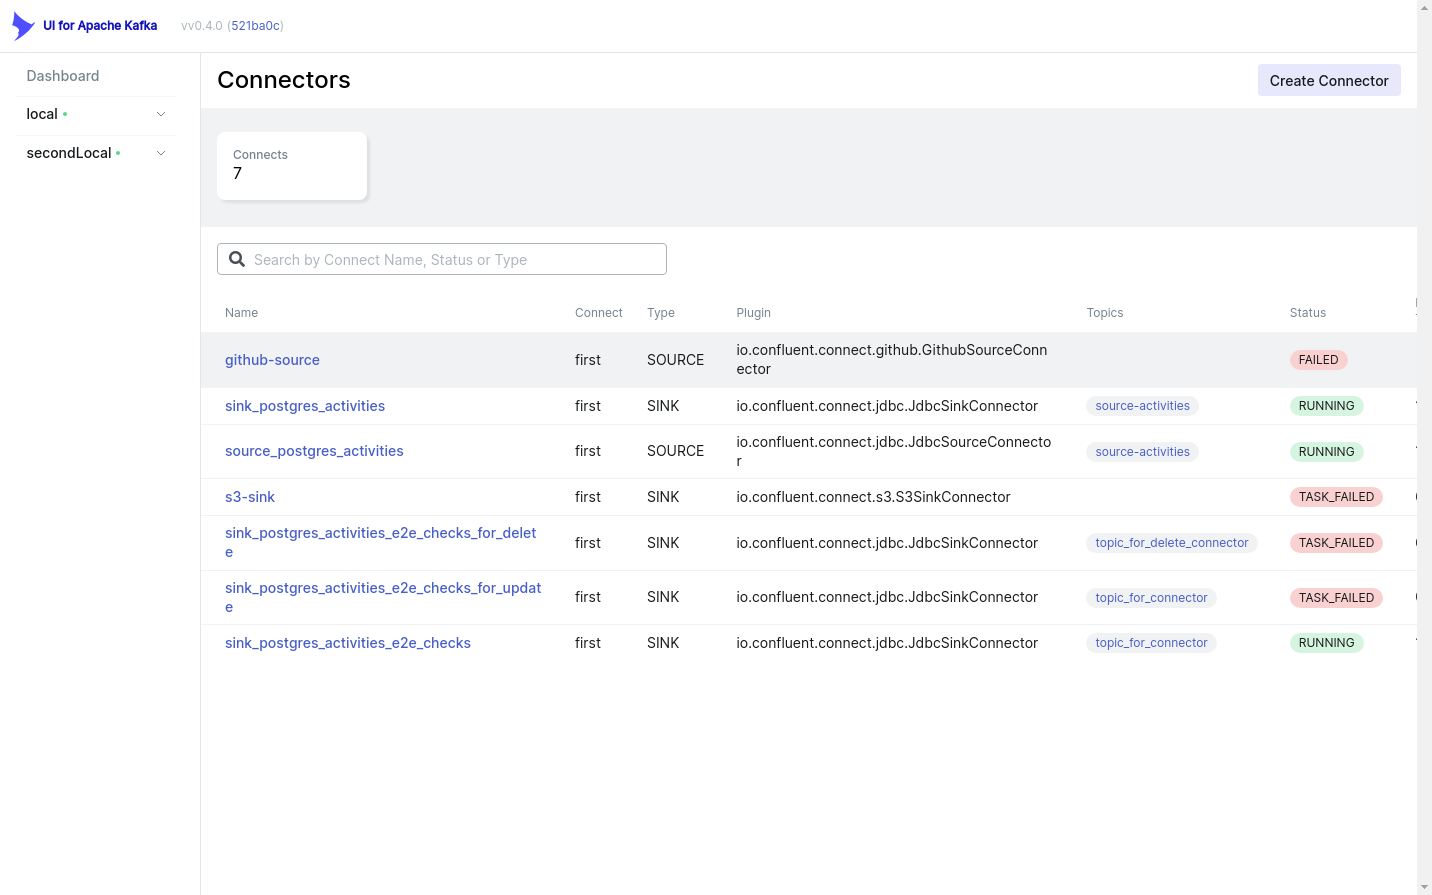 UI for Apache Kafka vv0.4.0 (521ba0c)
Dashboard
local
secondLocal
Connectors
Create Connector
Connects
7
Search by Connect Name, Status or Type
Name Connect Type Plugin Topics Status
github-source first SOURCE io.confluent.connect.github.GithubSourceConn
ector FAILED
sink_postgres_activities first SINK io.confluent.connect.jdbc.JdbcSinkConnector source-activities RUNNING
source_postgres_activities first SOURCE io.confluent.connect.jdbc.JdbcSourceConnecto
r source-activities RUNNING
s3-sink first SINK io.confluent.connect.s3.S3SinkConnector TASK_FAILED
sink_postgres_activities_e2e_checks_for_delet
e first SINK io.confluent.connect.jdbc.JdbcSinkConnector topic_for_delete_connector TASK_FAILED
sink_postgres_activities_e2e_checks_for_updat
e first SINK io.confluent.connect.jdbc.JdbcSinkConnector topic_for_connector TASK_FAILED
sink_postgres_activities_e2e_checks first SINK io.confluent.connect.jdbc.JdbcSinkConnector topic_for_connector RUNNING